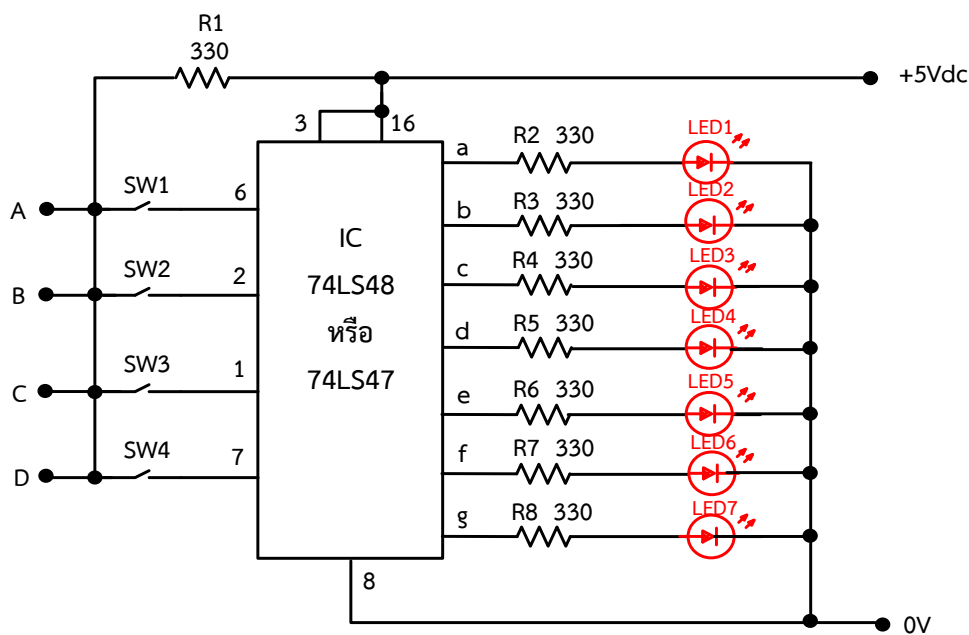 R1
330
+5Vdc
3
16
A
SW1
6
B
SW2
2
C
SW3
1
D
SW4
7
IC
74LS48
หรือ
74LS47
8
a
R2 330
LED1
b
R3 330
LED2
c
R4 330
LED3
d
R5 330
LED4
e
R6 330
LED5
f
R7 330
LED6
g
R8 330
LED7
0V